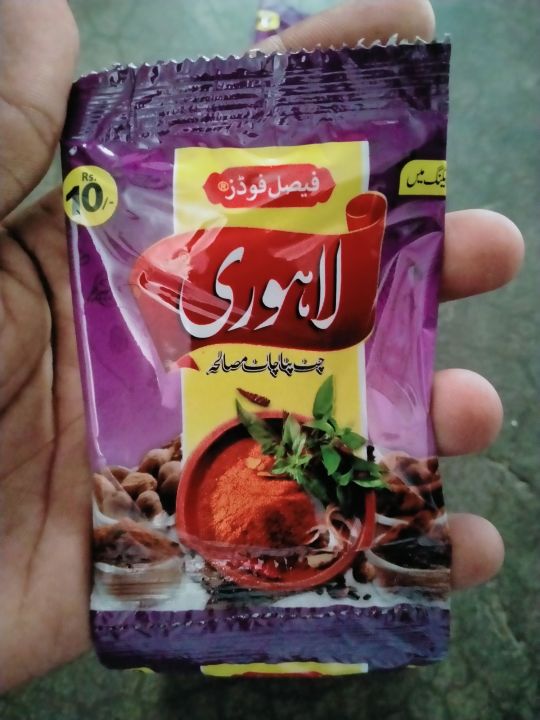 Rs.
10/-
فیصل فوڈز®
لاہوری
چٹ پٹا چاٹ مصالحہ